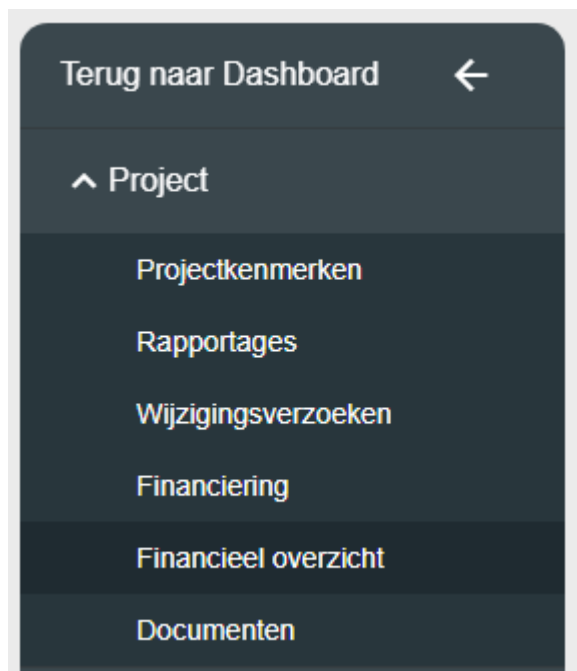 Terug naar Dashboard
Project
Projectkenmerken
Rapportages
Wijzigingsverzoeken
Financiering
Financieel overzicht
Documenten